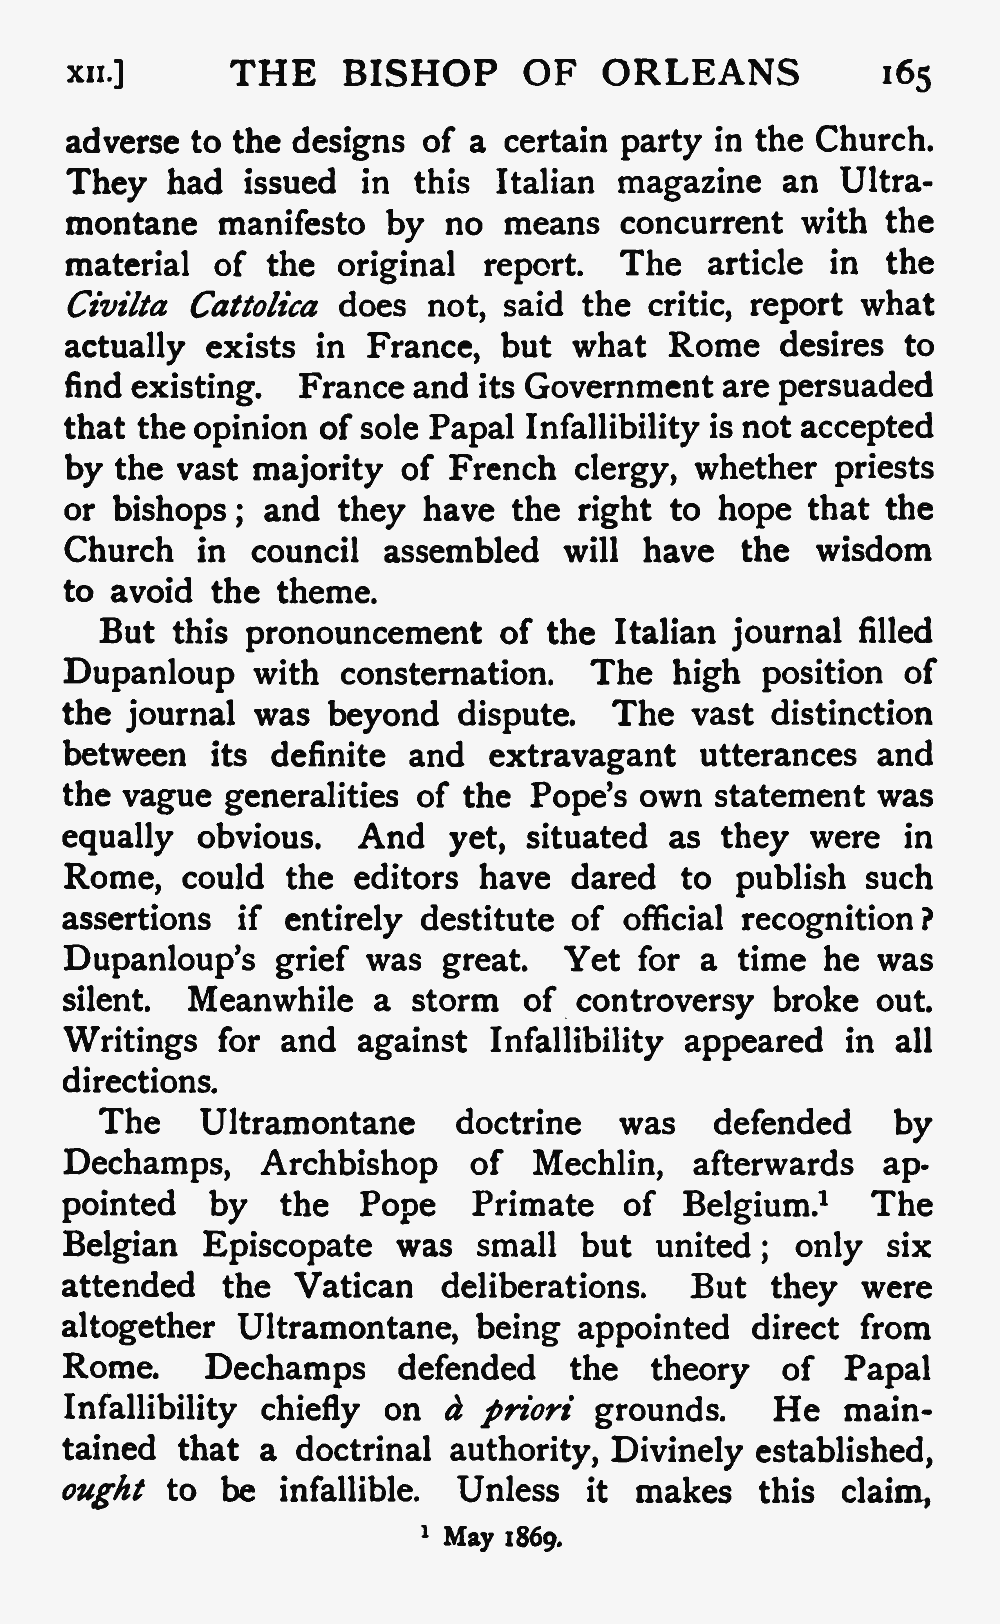 XII.] THE BISHOP OF ORLEANS 165
adverse to the designs of a certain party in the Church.
They had issued in this Italian magazine an Ultra-
montane manifesto by no means concurrent with the
material of the original report. The article in the
Civilta Cattolica does not, said the critic, report what
actually exists in France, but what Rome desires to
find existing. France and its Government are persuaded
that the opinion of sole Papal Infallibility is not accepted
by the vast majority of French clergy, whether priests
or bishops; and they have the right to hope that the
Church in council assembled will have the wisdom
to avoid the theme.
But this pronouncement of the Italian journal filled
Dupanloup with consternation. The high position of
the journal was beyond dispute. The vast distinction
between its definite and extravagant utterances and
the vague generalities of the Pope's own statement was
equally obvious. And yet, situated as they were in
Rome, could the editors have dared to publish such
assertions if entirely destitute of official recognition?
Dupanloup's grief was great. Yet for a time he was
silent. Meanwhile a storm of controversy broke out.
Writings for and against Infallibility appeared in all
directions.
The Ultramontane doctrine was defended by
Dechamps, Archbishop of Mechlin, afterwards ap-
pointed by the Pope Primate of Belgium.¹ The
Belgian Episcopate was small but united; only six
attended the Vatican deliberations. But they were
altogether Ultramontane, being appointed direct from
Rome. Dechamps defended the theory of Papal
Infallibility chiefly on à priori grounds. He main-
tained that a doctrinal authority, Divinely established,
ought to be infallible. Unless it makes this claim,
¹ May 1869.